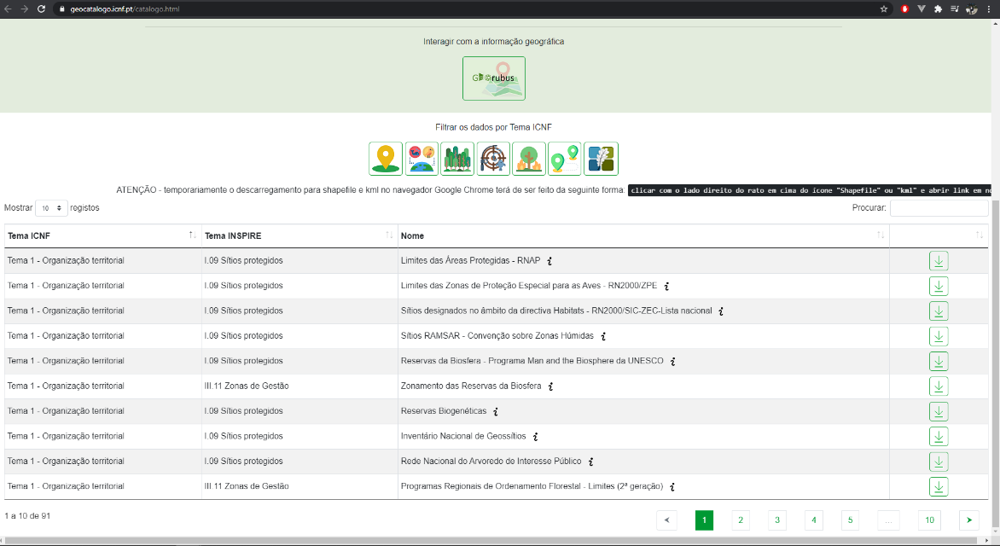 geocatalogo.icnf.pt/catalogo.html
Interagir com a informação geográfica
GEOrubus
Filtrar os dados por Tema ICNF
ATENÇÃO - temporariamente o descarregamento para shapefile e kml no navegador Google Chrome terá de ser feito da seguinte forma: clicar com o lado direito do rato em cima do ícone "Shapefile" ou "kml" e abrir link em no
Mostrar 10 registos Procurar:
Tema ICNF Tema INSPIRE Nome
Tema 1 - Organização territorial I.09 Sítios protegidos Limites das Áreas Protegidas - RNAP i
Tema 1 - Organização territorial I.09 Sítios protegidos Limites das Zonas de Proteção Especial para as Aves - RN2000/ZPE i
Tema 1 - Organização territorial I.09 Sítios protegidos Sítios designados no âmbito da directiva Habitats - RN2000/SIC-ZEC-Lista nacional i
Tema 1 - Organização territorial I.09 Sítios protegidos Sítios RAMSAR - Convenção sobre Zonas Húmidas i
Tema 1 - Organização territorial I.09 Sítios protegidos Reservas da Biosfera - Programa Man and the Biosphere da UNESCO i
Tema 1 - Organização territorial III.11 Zonas de Gestão Zonamento das Reservas da Biosfera i
Tema 1 - Organização territorial I.09 Sítios protegidos Reservas Biogenéticas i
Tema 1 - Organização territorial I.09 Sítios protegidos Inventário Nacional de Geossítios i
Tema 1 - Organização territorial I.09 Sítios protegidos Rede Nacional do Arvoredo de Interesse Público i
Tema 1 - Organização territorial III.11 Zonas de Gestão Programas Regionais de Ordenamento Florestal - Limites (2ª geração) i
1 a 10 de 91 1 2 3 4 5 ... 10